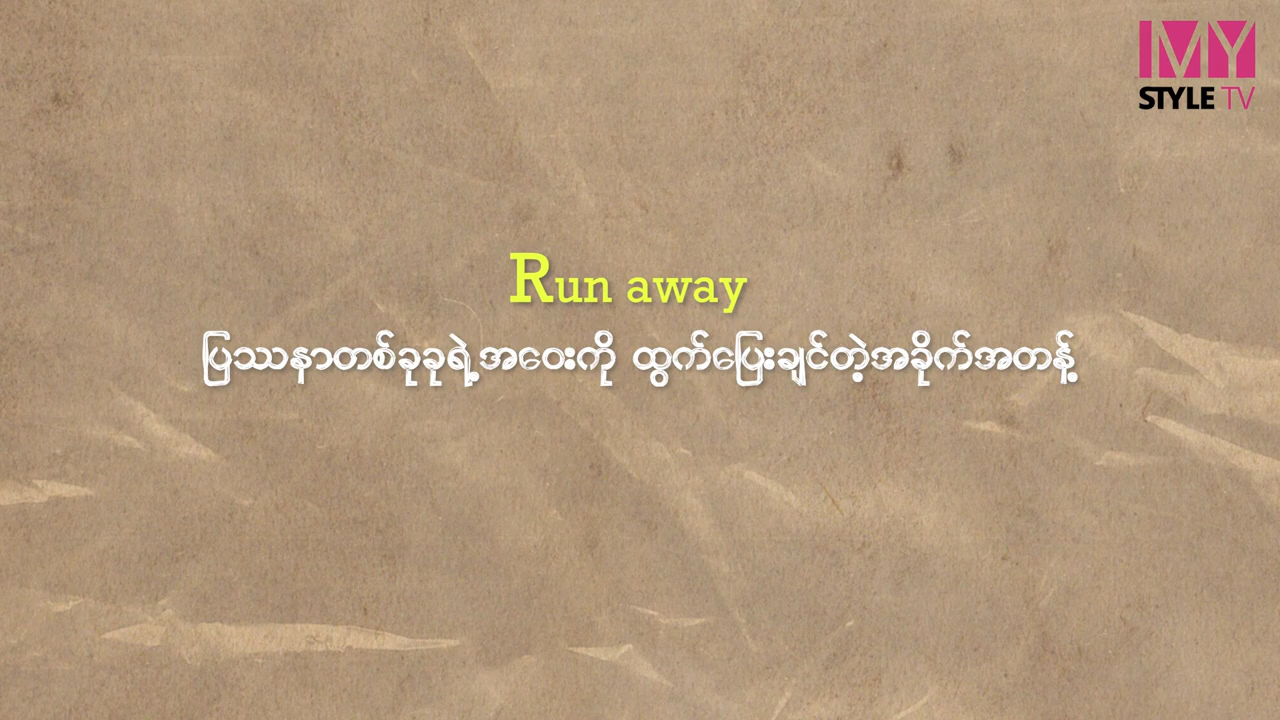 MY
STYLE TV
Run away
ပြဿနာတစ်ခုခုရဲ့အဝေးကို ထွက်ပြေးချင်တဲ့အခိုက်အတန့်